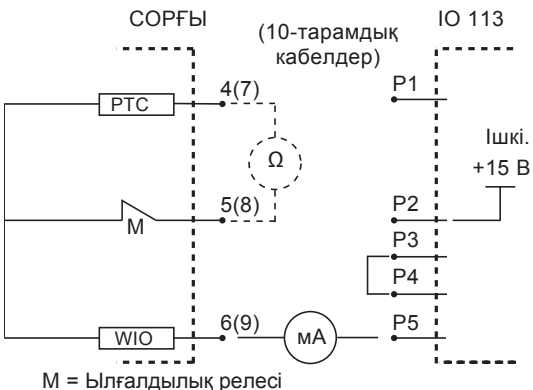 СОРҒЫ
(10-тарамдық
кабелдер)
IO 113
PTC
4(7)
P1
Ω
Ішкі.
+15 В
M
5(8)
P2
P3
P4
WIO
6(9)
мА
P5
M = Ылғалдылық релесі